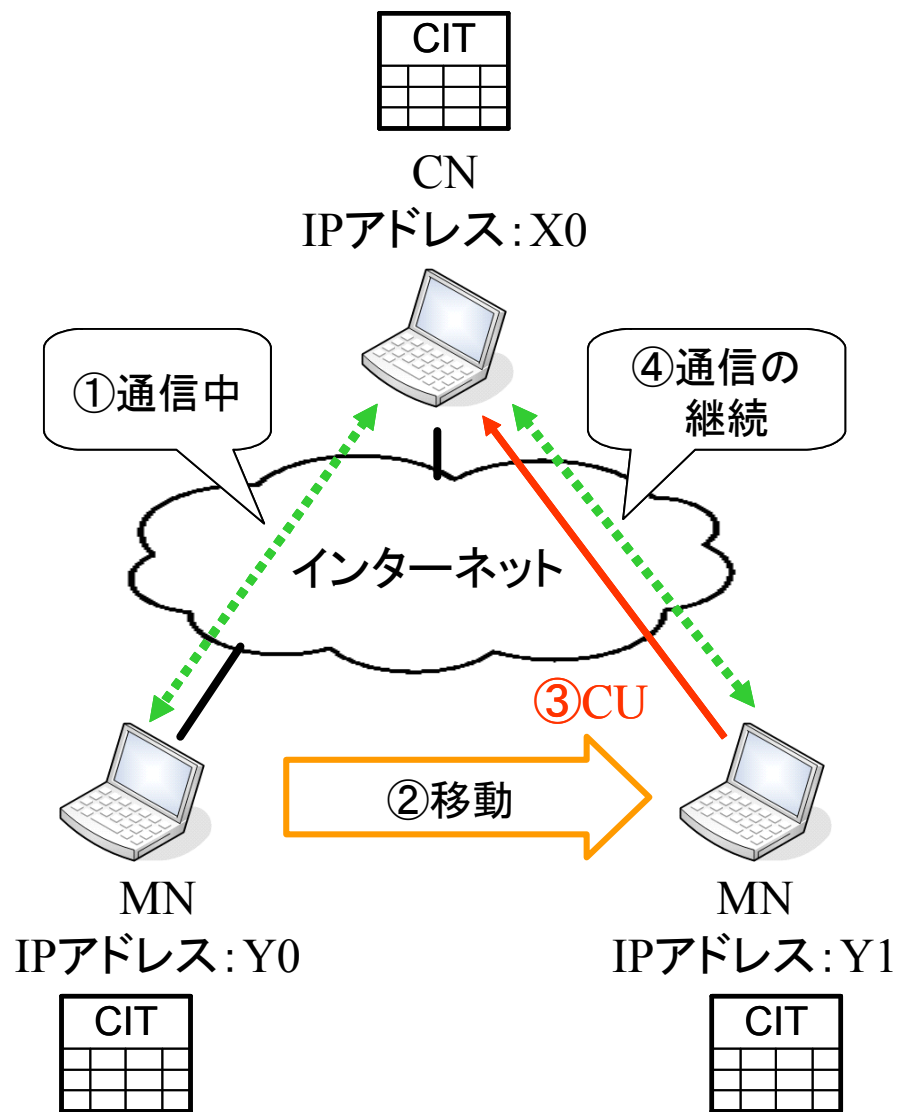 CIT
CN
IPアドレス:X0
①通信中
④通信の
継続
インターネット
③CU
②移動
MN
IPアドレス:Y0
CIT
MN
IPアドレス:Y1
CIT